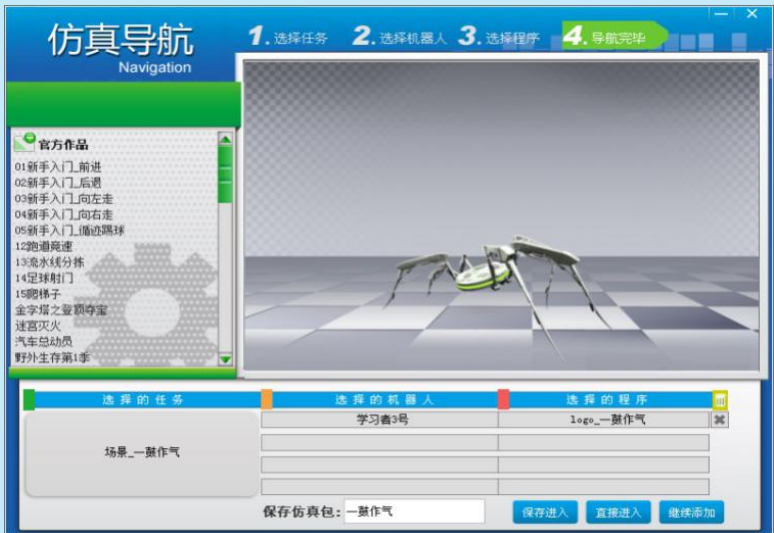 仿真导航
Navigation
1. 选择任务 2. 选择机器人 3. 选择程序 4. 导航完毕
官方作品
01新手入门_前进
02新手入门_后退
03新手入门_向左走
04新手入门_向右走
05新手入门_循迹踢球
12跑道竞速
13流水线分拣
14足球射门
15爬梯子
金字塔之亚颖夺宝
迷宫灭火
汽车总动员
野外生存第1季
选择的任务 选择的机器人 选择的程序
学习者3号 logo_一鼓作气
场景_一鼓作气
保存仿真包: 一鼓作气 保存进入 直接进入 继续添加